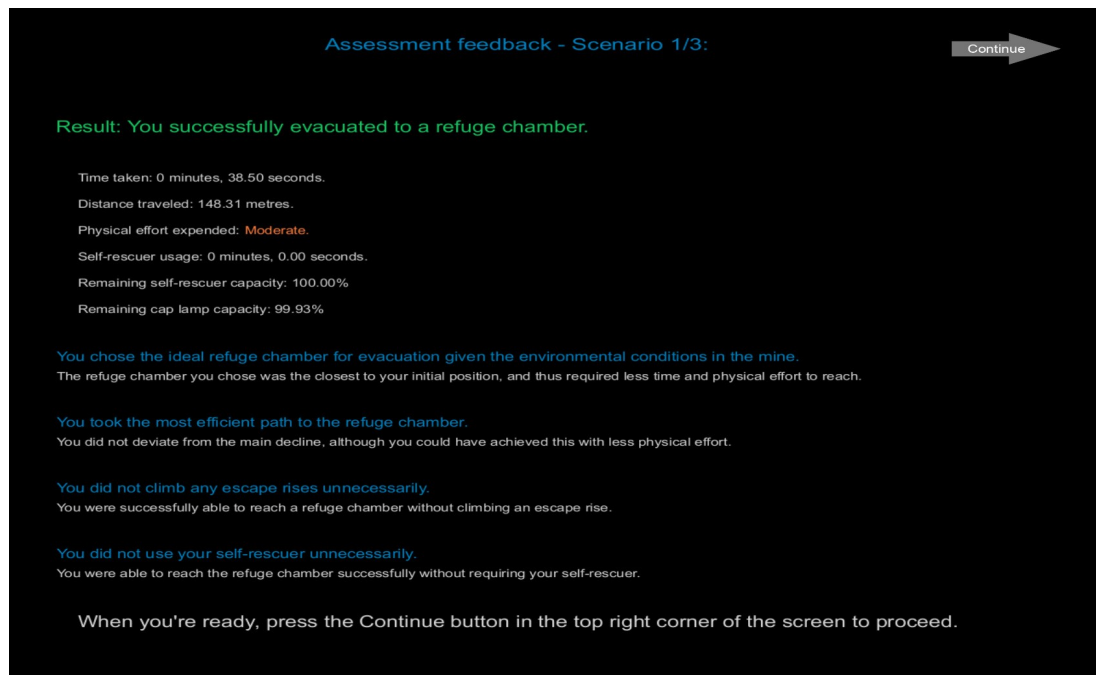 Assessment feedback - Scenario 1/3:
Continue
Result: You successfully evacuated to a refuge chamber.
Time taken: 0 minutes, 38.50 seconds.
Distance traveled: 148.31 metres.
Physical effort expended: Moderate.
Self-rescuer usage: 0 minutes, 0.00 seconds.
Remaining self-rescuer capacity: 100.00%
Remaining cap lamp capacity: 99.93%
You chose the ideal refuge chamber for evacuation given the environmental conditions in the mine.
The refuge chamber you chose was the closest to your initial position, and thus required less time and physical effort to reach.
You took the most efficient path to the refuge chamber.
You did not deviate from the main decline, although you could have achieved this with less physical effort.
You did not climb any escape rises unnecessarily.
You were successfully able to reach a refuge chamber without climbing an escape rise.
You did not use your self-rescuer unnecessarily.
You were able to reach the refuge chamber successfully without requiring your self-rescuer.
When you're ready, press the Continue button in the top right corner of the screen to proceed.